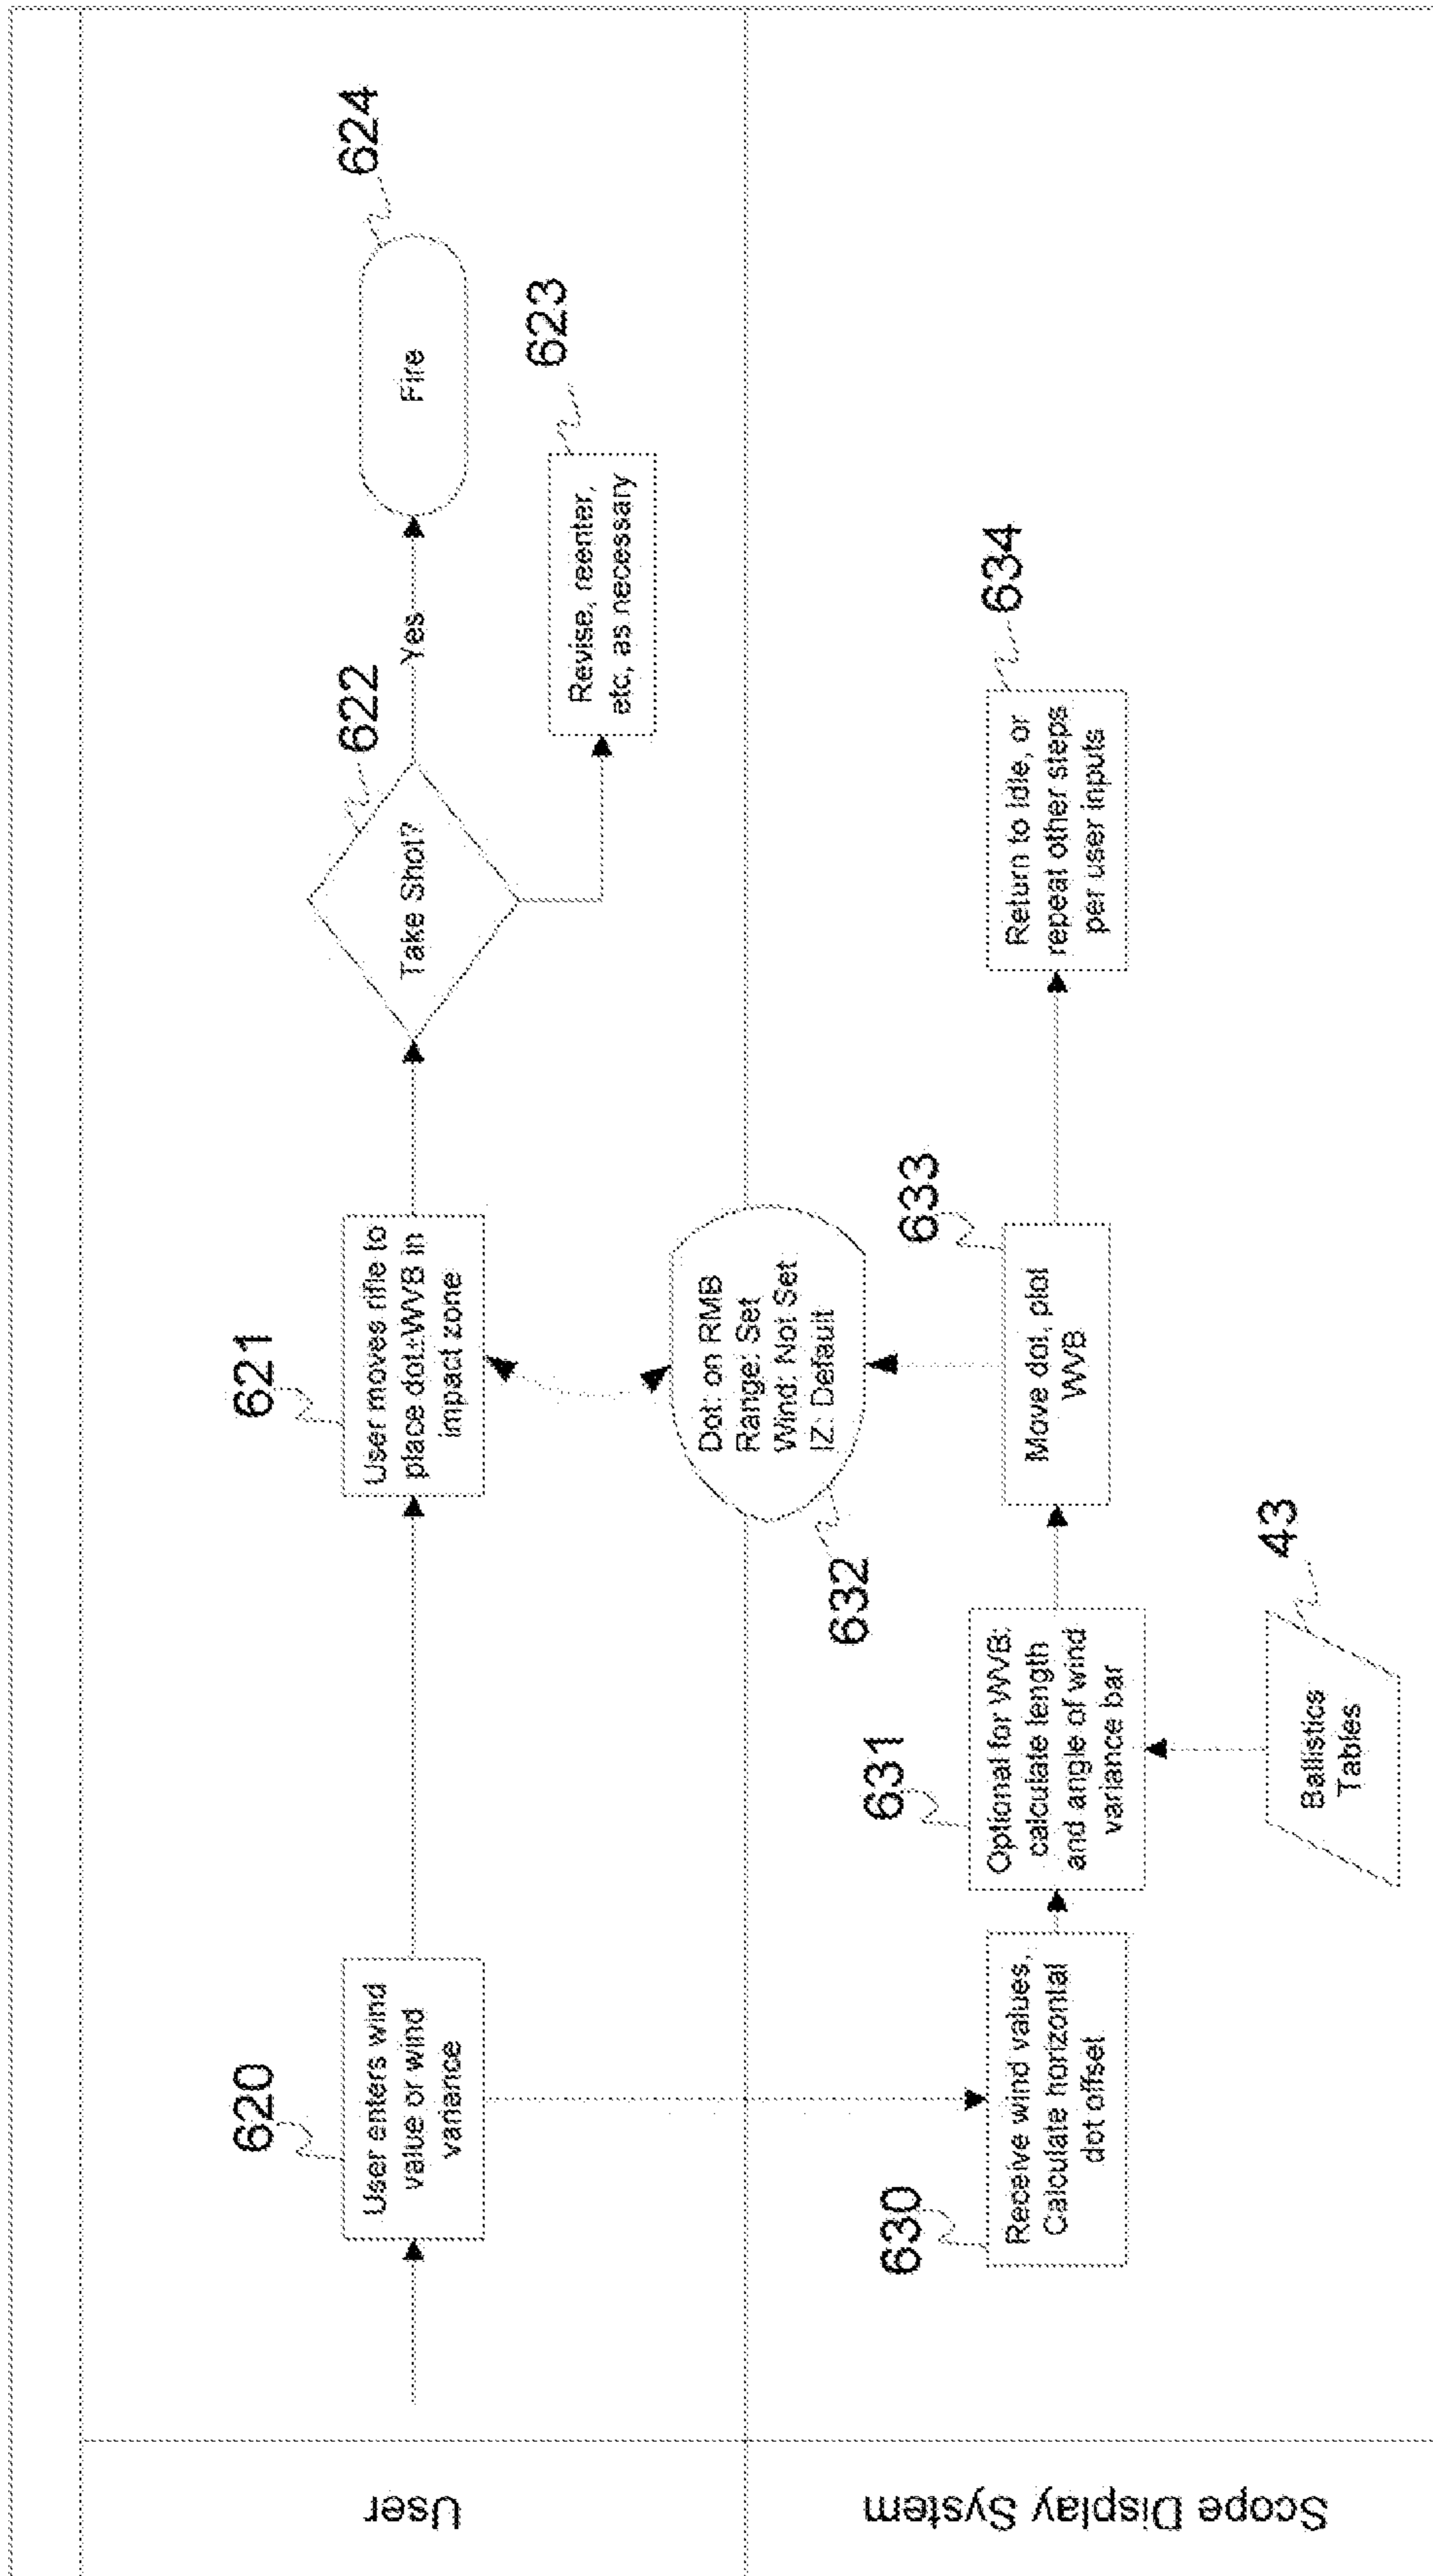 User
620
User enters wind
value or wind
variance
621
User moves rifle to
place dot±WVB in
impact zone
622
Take Shot?
Yes
624
Fire
623
Revise, reenter,
etc, as necessary
Scope Display System
632
Dot: on RMB
Range: Set
Wind: Not Set
IZ: Default
630
Receive wind values,
Calculate horizontal
dot offset
631
Optional for WVB:
calculate length
and angle of wind
variance bar
633
Move dot, plot
WVB
634
Return to Idle, or
repeat other steps
per user inputs
43
Ballistics
Tables